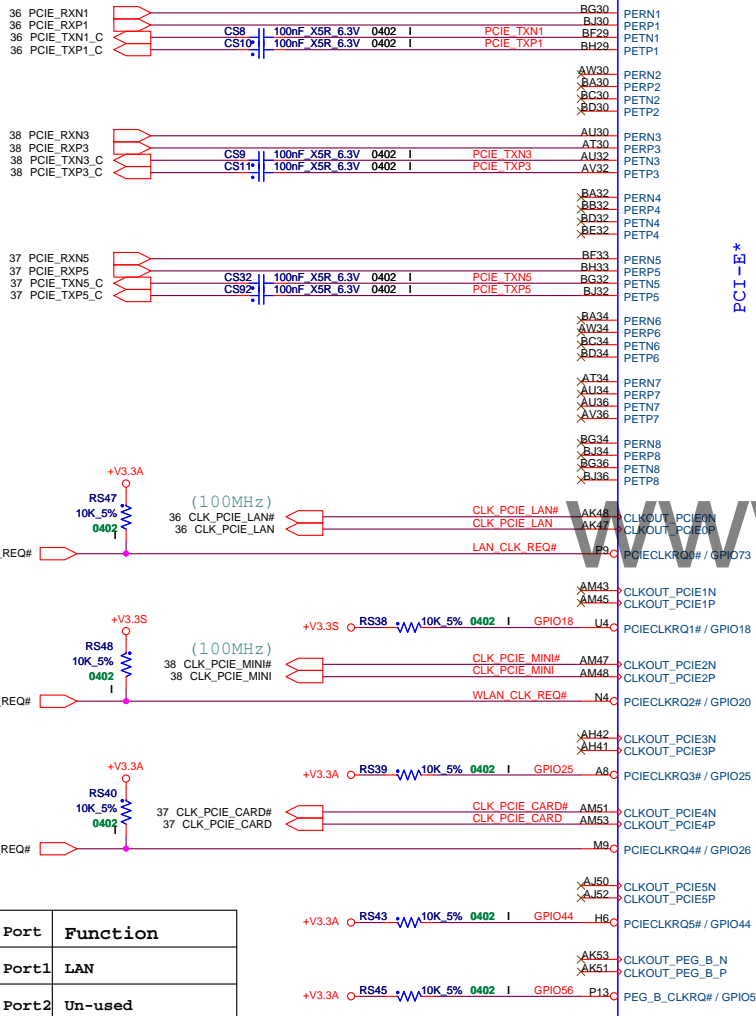 36 PCIE_RXN1 BG30 PERN1
36 PCIE_RXP1 BJ30 PERP1
36 PCIE_TXN1_C CS8 100nF_X5R_6.3V 0402 I PCIE_TXN1 BF29 PETN1
36 PCIE_TXP1_C CS10 100nF_X5R_6.3V 0402 I PCIE_TXP1 BH29 PETP1
AW30 PERN2
BA30 PERP2
BC30 PETN2
BD30 PETP2
38 PCIE_RXN3 AU30 PERN3
38 PCIE_RXP3 AT30 PERP3
38 PCIE_TXN3_C CS9 100nF_X5R_6.3V 0402 I PCIE_TXN3 AU32 PETN3
38 PCIE_TXP3_C CS11 100nF_X5R_6.3V 0402 I PCIE_TXP3 AV32 PETP3
BA32 PERN4
BB32 PERP4
BD32 PETN4
BE32 PETP4
PCI-E*
37 PCIE_RXN5 BF33 PERN5
37 PCIE_RXP5 BH33 PERP5
37 PCIE_TXN5_C CS32 100nF_X5R_6.3V 0402 I PCIE_TXN5 BG32 PETN5
37 PCIE_TXP5_C CS92 100nF_X5R_6.3V 0402 I PCIE_TXP5 BJ32 PETP5
BA34 PERN6
AW34 PERP6
BC34 PETN6
BD34 PETP6
AT34 PERN7
AU34 PERP7
AU36 PETN7
AV36 PETP7
BG34 PERN8
BJ34 PERP8
BG36 PETN8
BJ36 PETP8
+V3.3A
RS47
10K_5%
0402
I
(100MHz)
36 CLK_PCIE_LAN# CLK_PCIE_LAN# AK48 CLKOUT_PCIE0N
36 CLK_PCIE_LAN CLK_PCIE_LAN AK47 CLKOUT_PCIE0P
_REQ# LAN_CLK_REQ# P9 PCIECLKRQ0# / GPIO73
AM43 CLKOUT_PCIE1N
AM45 CLKOUT_PCIE1P
+V3.3S RS38 10K_5% 0402 I GPIO18 U4 PCIECLKRQ1# / GPIO18
+V3.3S
RS48
10K_5%
0402
I
(100MHz)
38 CLK_PCIE_MINI# CLK_PCIE_MINI# AM47 CLKOUT_PCIE2N
38 CLK_PCIE_MINI CLK_PCIE_MINI AM48 CLKOUT_PCIE2P
_REQ# WLAN_CLK_REQ# N4 PCIECLKRQ2# / GPIO20
AH42 CLKOUT_PCIE3N
AH41 CLKOUT_PCIE3P
+V3.3A RS39 10K_5% 0402 I GPIO25 A8 PCIECLKRQ3# / GPIO25
+V3.3A
RS40
10K_5%
0402
I
37 CLK_PCIE_CARD# CLK_PCIE_CARD# AM51 CLKOUT_PCIE4N
37 CLK_PCIE_CARD CLK_PCIE_CARD AM53 CLKOUT_PCIE4P
REQ# M9 PCIECLKRQ4# / GPIO26
AJ50 CLKOUT_PCIE5N
AJ52 CLKOUT_PCIE5P
+V3.3A RS43 10K_5% 0402 I GPIO44 H6 PCIECLKRQ5# / GPIO44
AK53 CLKOUT_PEG_B_N
AK51 CLKOUT_PEG_B_P
+V3.3A RS45 10K_5% 0402 I GPIO56 P13 PEG_B_CLKRQ# / GPIO5
Port Function
Port1 LAN
Port2 Un-used